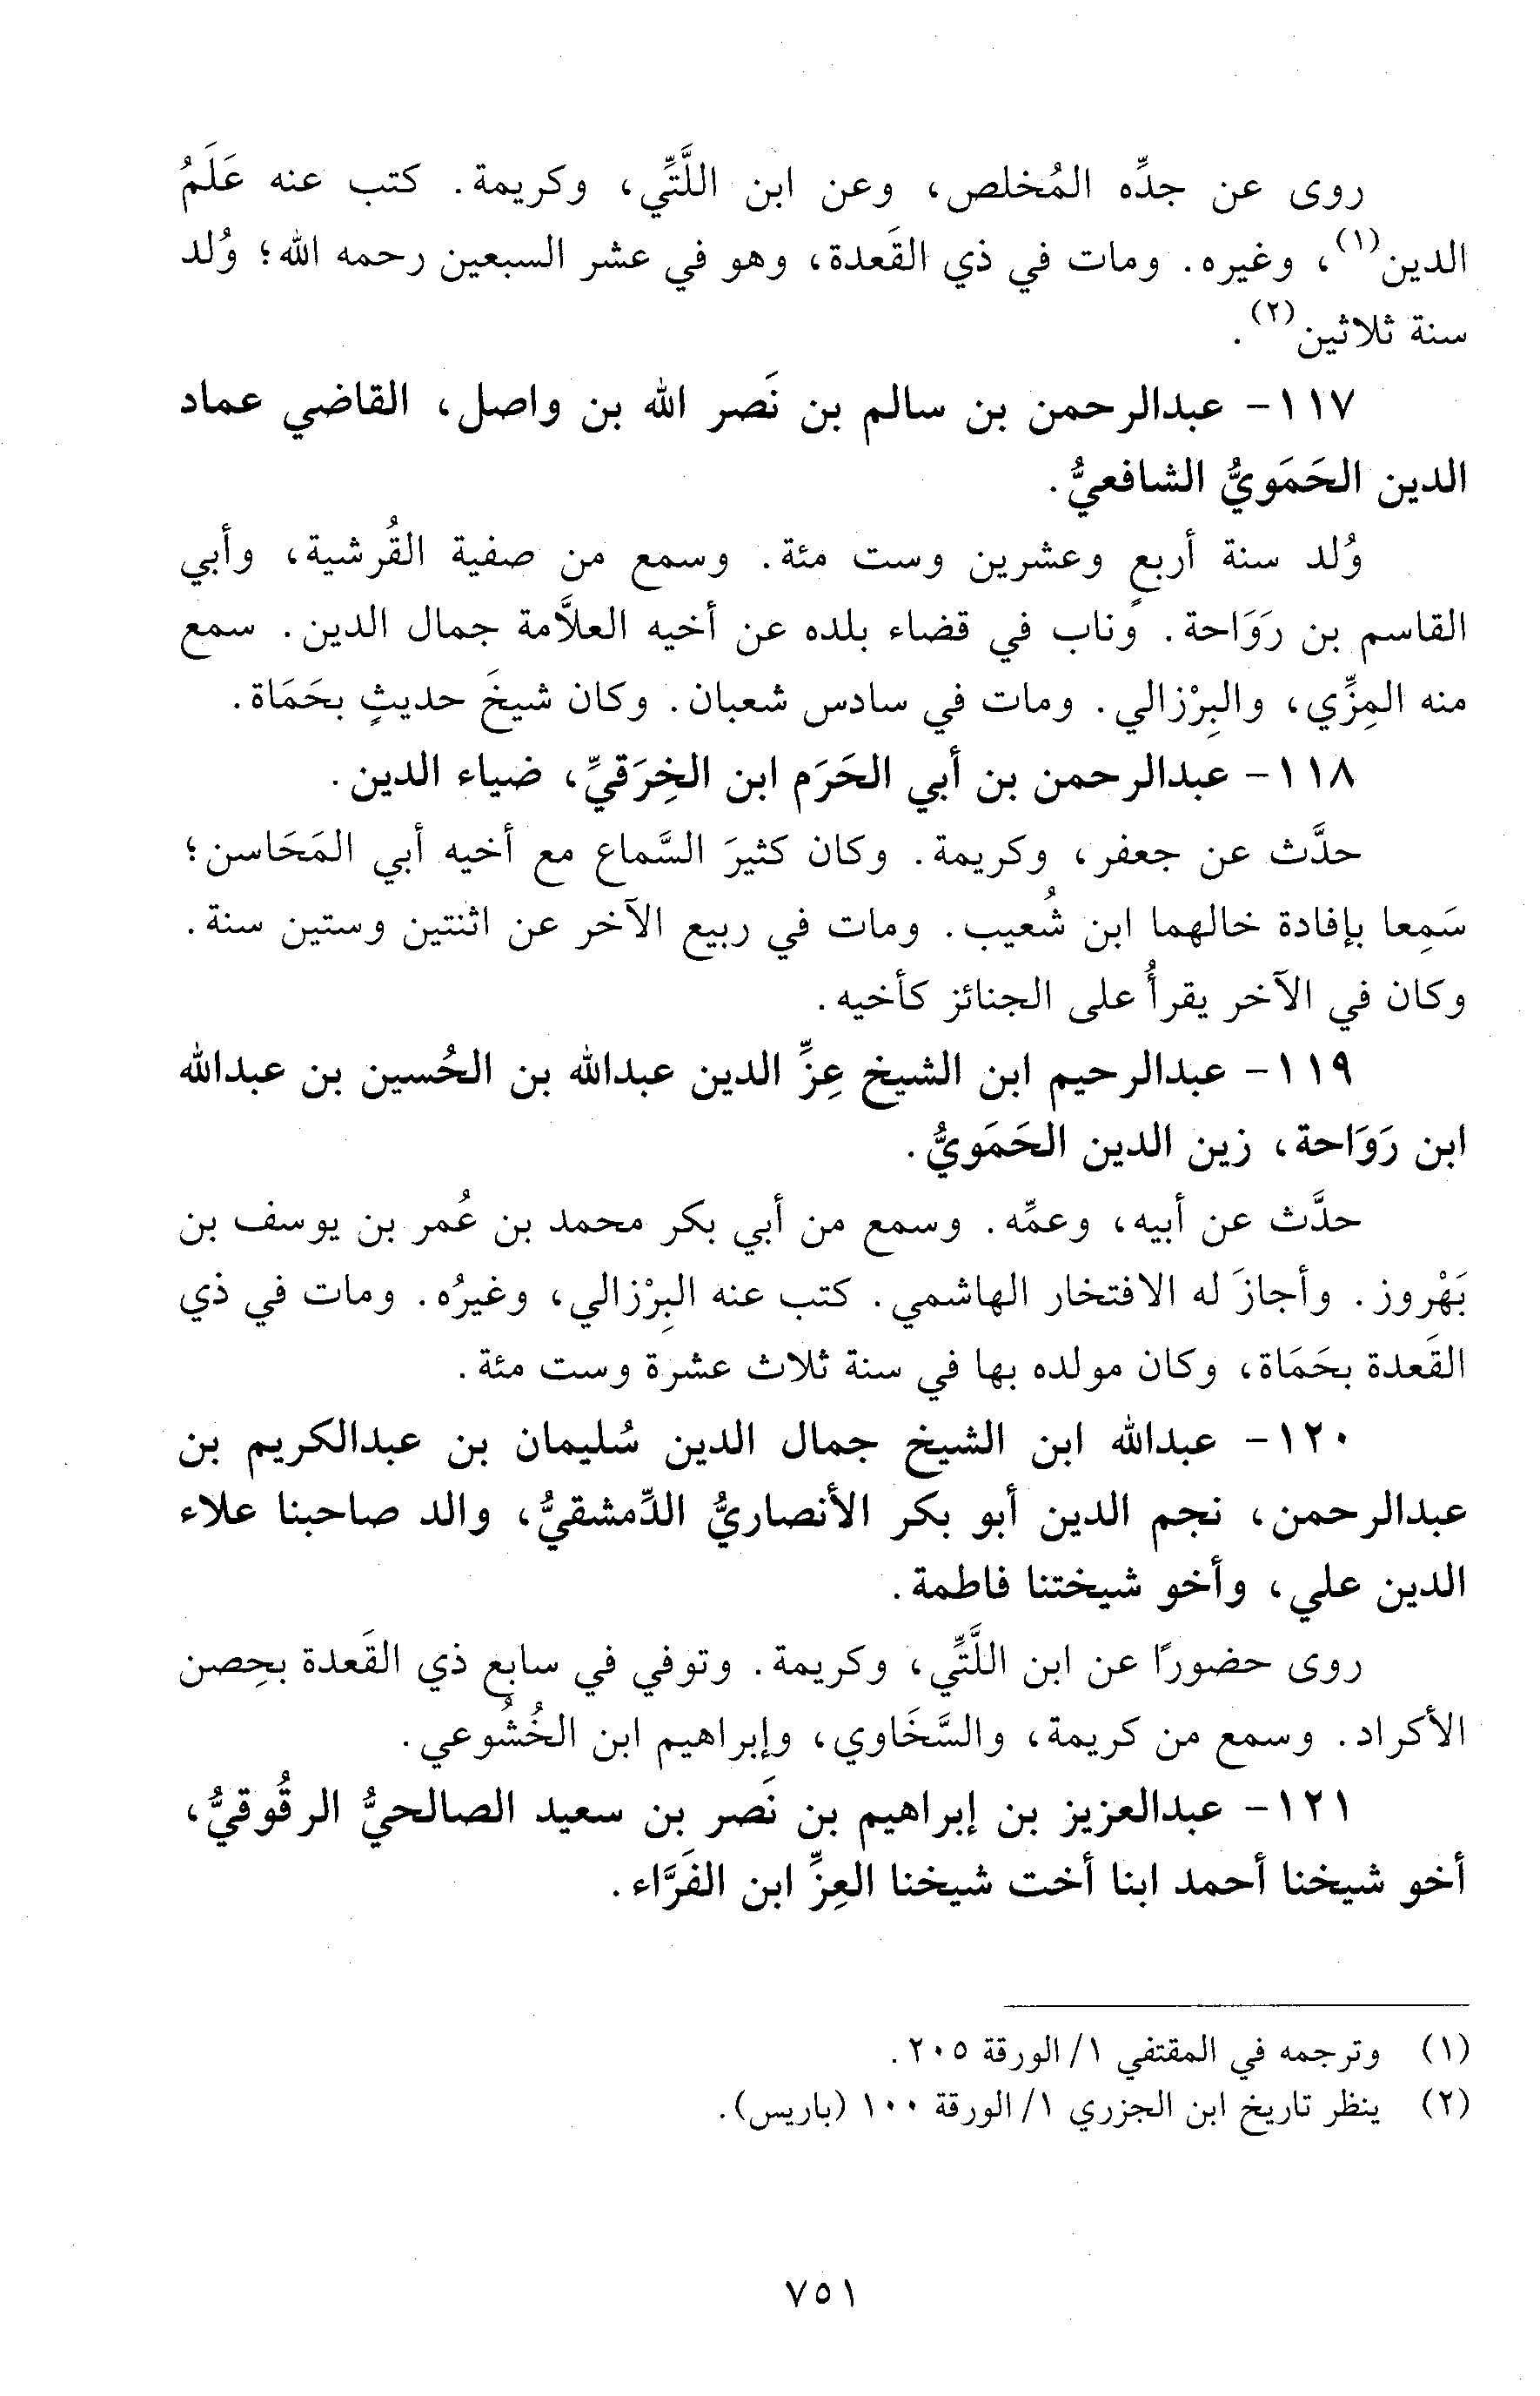 روى عن جدِّه المُخلص، وعن ابن اللَّتِّي، وكريمة. كتب عنه عَلَمُ
الدين(١)، وغيره. ومات في ذي القَعدة، وهو في عشر السبعين رحمه الله؛ وُلد
سنة ثلاثين(٢).
١١٧- عبدالرحمن بن سالم بن نَصر الله بن واصل، القاضي عماد
الدين الحَمَويُّ الشافعيُّ.
وُلد سنة أربعٍ وعشرين وست مئة. وسمع من صفية القُرشية، وأبي
القاسم بن رَوَاحة. وناب في قضاء بلده عن أخيه العلاَّمة جمال الدين. سمع
منه المِزِّي، والبِرْزالي. ومات في سادس شعبان. وكان شيخَ حديثٍ بحَمَاة.
١١٨- عبدالرحمن بن أبي الحَرَم ابن الخِرَقيِّ، ضياء الدين.
حدَّث عن جعفر، وكريمة. وكان كثيرَ السَّماع مع أخيه أبي المَحَاسن؛
سَمِعا بإفادة خالهما ابن شُعيب. ومات في ربيع الآخر عن اثنتين وستين سنة.
وكان في الآخر يقرأُ على الجنائز كأخيه.
١١٩- عبدالرحيم ابن الشيخ عِزِّ الدين عبدالله بن الحُسين بن عبدالله
ابن رَوَاحة، زين الدين الحَمَويُّ.
حدَّث عن أبيه، وعمِّه. وسمع من أبي بكر محمد بن عُمر بن يوسف بن
بَهْروز. وأجازَ له الافتخار الهاشمي. كتب عنه البِرْزالي، وغيرُه. ومات في ذي
القَعدة بحَمَاة، وكان مولده بها في سنة ثلاث عشرة وست مئة.
١٢٠- عبدالله ابن الشيخ جمال الدين سُليمان بن عبدالكريم بن
عبدالرحمن، نجم الدين أبو بكر الأنصاريُّ الدِّمشقيُّ، والد صاحبنا علاء
الدين علي، وأخو شيختنا فاطمة.
روى حضورًا عن ابن اللَّتِّي، وكريمة. وتوفي في سابع ذي القَعدة بحِصن
الأكراد. وسمع من كريمة، والسَّخَاوي، وإبراهيم ابن الخُشُوعي.
١٢١- عبدالعزيز بن إبراهيم بن نَصر بن سعيد الصالحيُّ الرقُوقيُّ،
أخو شيخنا أحمد ابنا أخت شيخنا العِزِّ ابن الفَرَّاء.
(١) وترجمه في المقتفي ١/ الورقة ٢٠٥.
(٢) ينظر تاريخ ابن الجزري ١/ الورقة ١٠٠ (باريس).
٧٥١